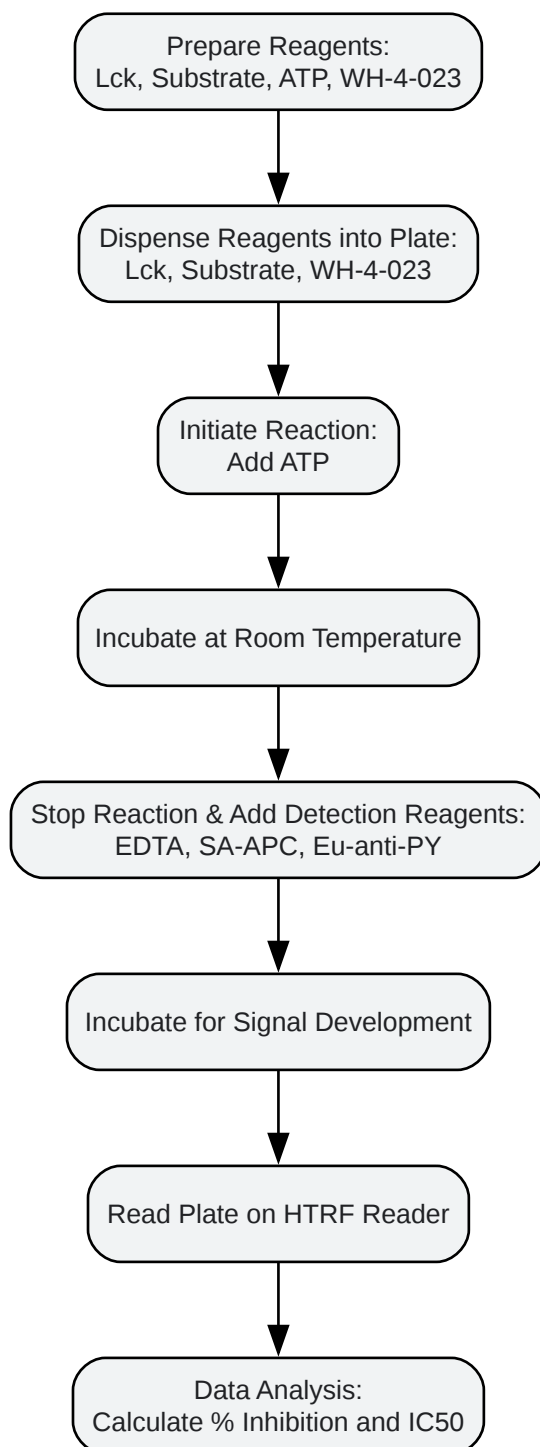 Prepare Reagents:
Lck, Substrate, ATP, WH-4-023
Dispense Reagents into Plate:
Lck, Substrate, WH-4-023
Initiate Reaction:
Add ATP
Incubate at Room Temperature
Stop Reaction & Add Detection Reagents:
EDTA, SA-APC, Eu-anti-PY
Incubate for Signal Development
Read Plate on HTRF Reader
Data Analysis:
Calculate % Inhibition and IC50